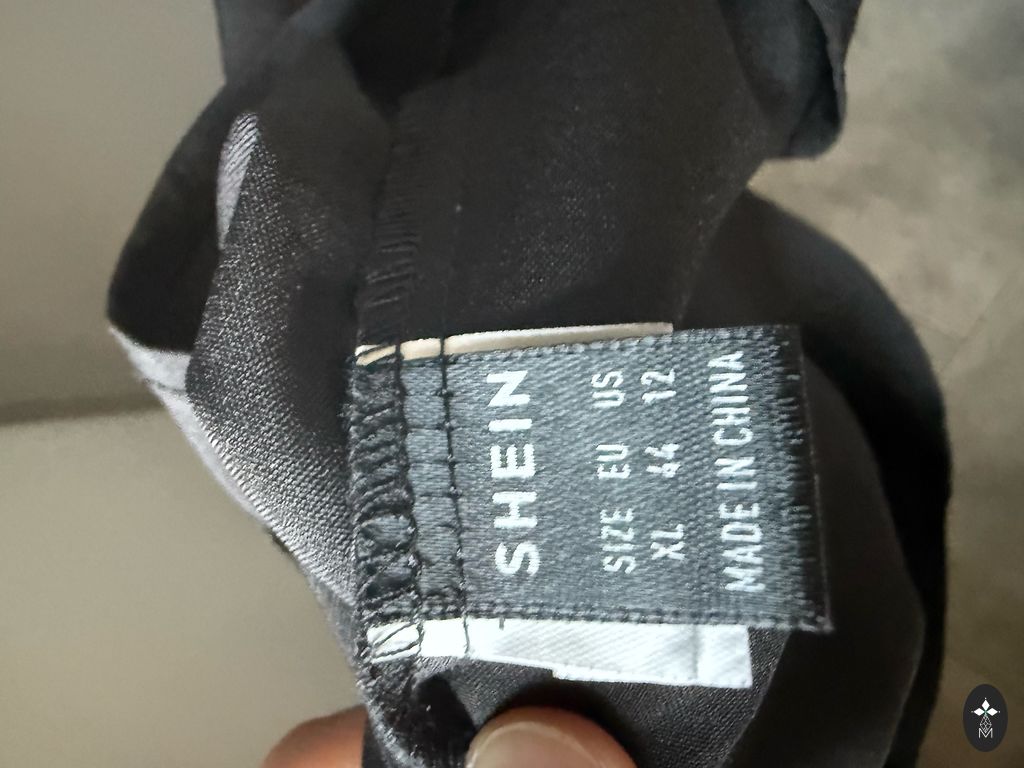 SHEIN
SIZE EU US
XL 44 12
MADE IN CHINA
M